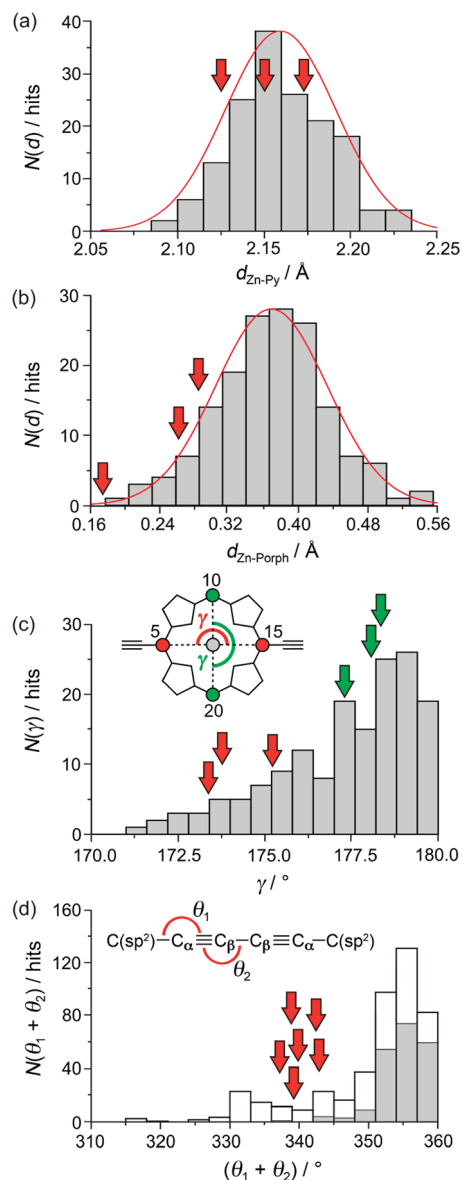 (a)
N(d) / hits
40
30
20
10
0
2.05 2.10 2.15 2.20 2.25
d Zn-Py / Å
(b)
N(d) / hits
30
20
10
0
0.16 0.24 0.32 0.40 0.48 0.56
d Zn-Porph / Å
(c)
N(γ) / hits
30
20
10
0
10
5 γ 15
γ
20
170.0 172.5 175.0 177.5 180.0
γ / °
(d)
N(θ1 + θ2) / hits
160
120
80
40
0
θ1
C(sp²)–Cα≡Cβ–Cβ≡Cα–C(sp²)
θ2
310 320 330 340 350 360
(θ1 + θ2) / °